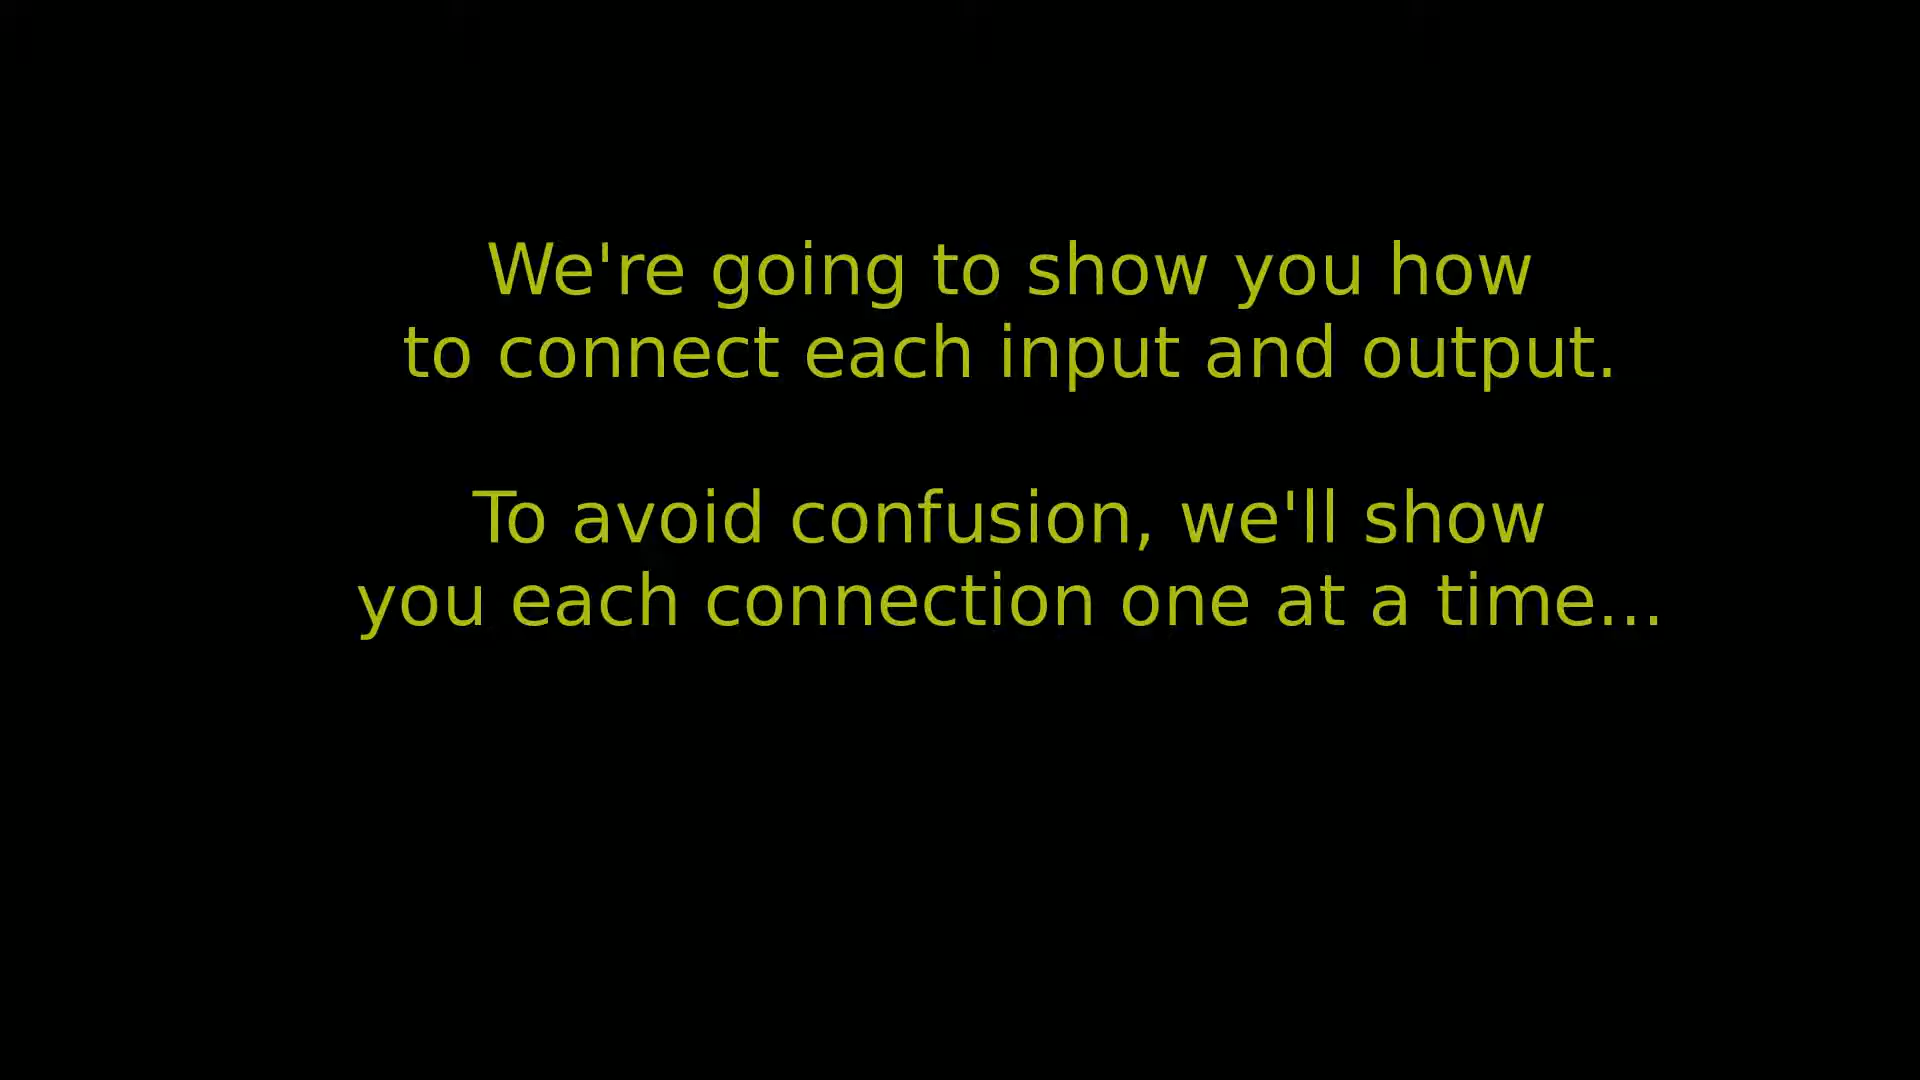 We're going to show you how
to connect each input and output.
To avoid confusion, we'll show
you each connection one at a time...